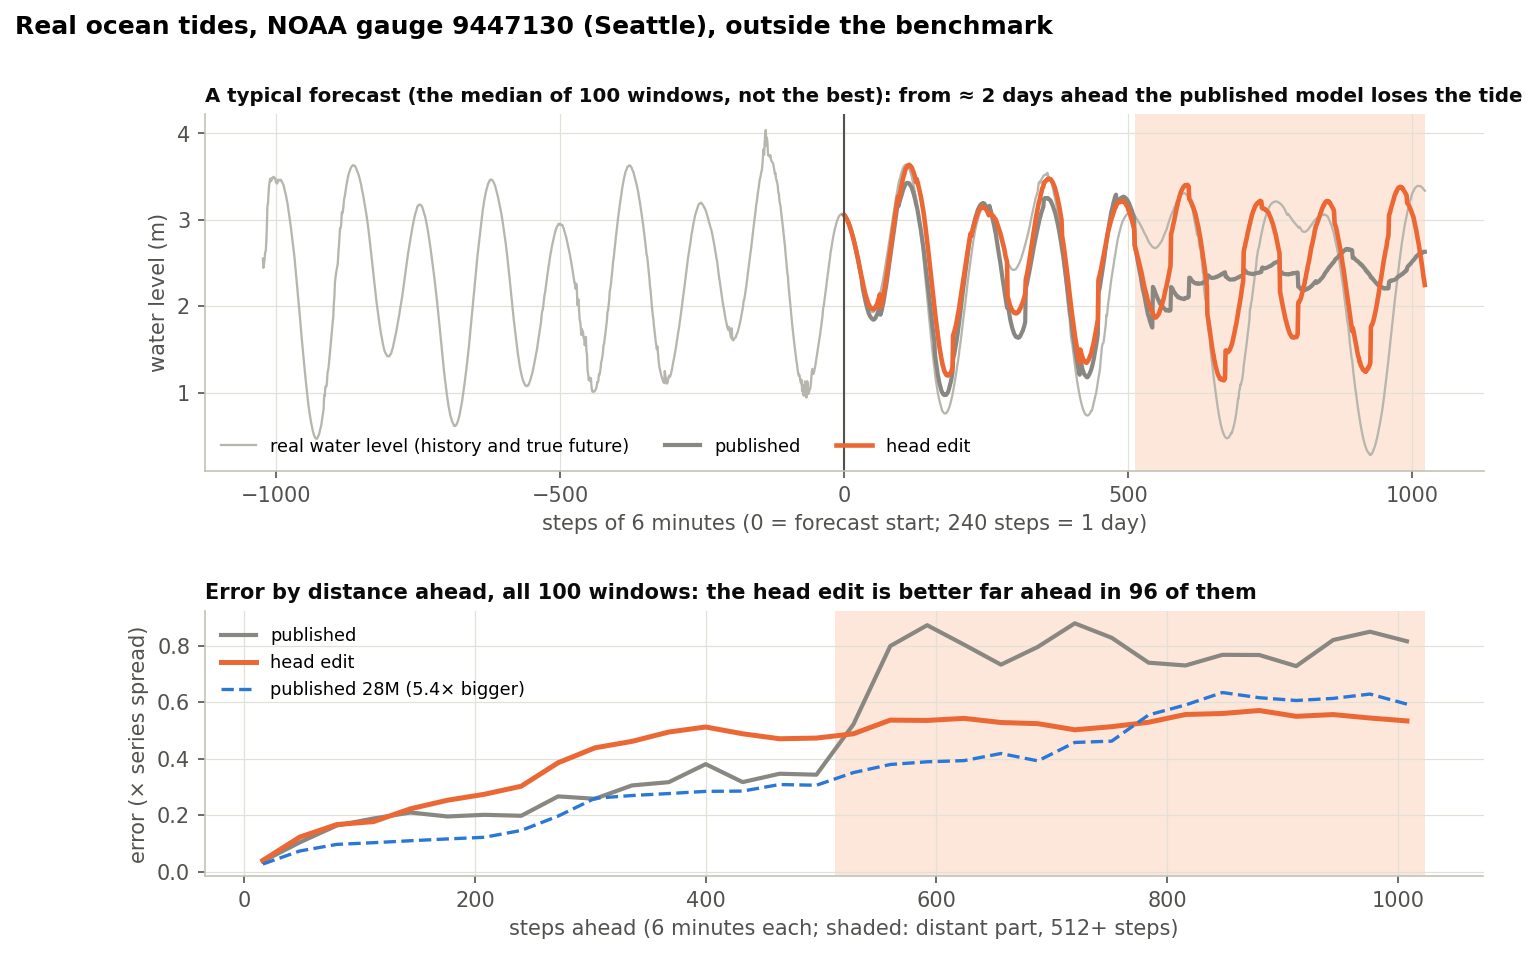 Real ocean tides, NOAA gauge 9447130 (Seattle), outside the benchmark
A typical forecast (the median of 100 windows, not the best): from ≈ 2 days ahead the published model loses the tide
4
3
2
1
water level (m)
real water level (history and true future)
published
head edit
−1000
−500
0
500
1000
steps of 6 minutes (0 = forecast start; 240 steps = 1 day)
Error by distance ahead, all 100 windows: the head edit is better far ahead in 96 of them
0.8
0.6
0.4
0.2
0.0
error (× series spread)
published
head edit
published 28M (5.4× bigger)
0
200
400
600
800
1000
steps ahead (6 minutes each; shaded: distant part, 512+ steps)